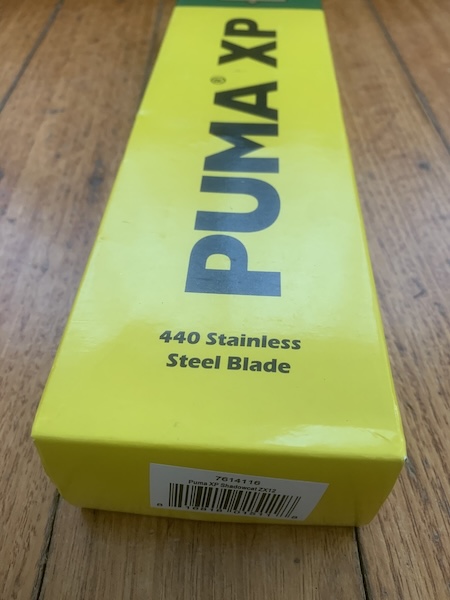 PUMA® XP
440 Stainless
Steel Blade
7614116
Puma XP Shadowcat ZX12